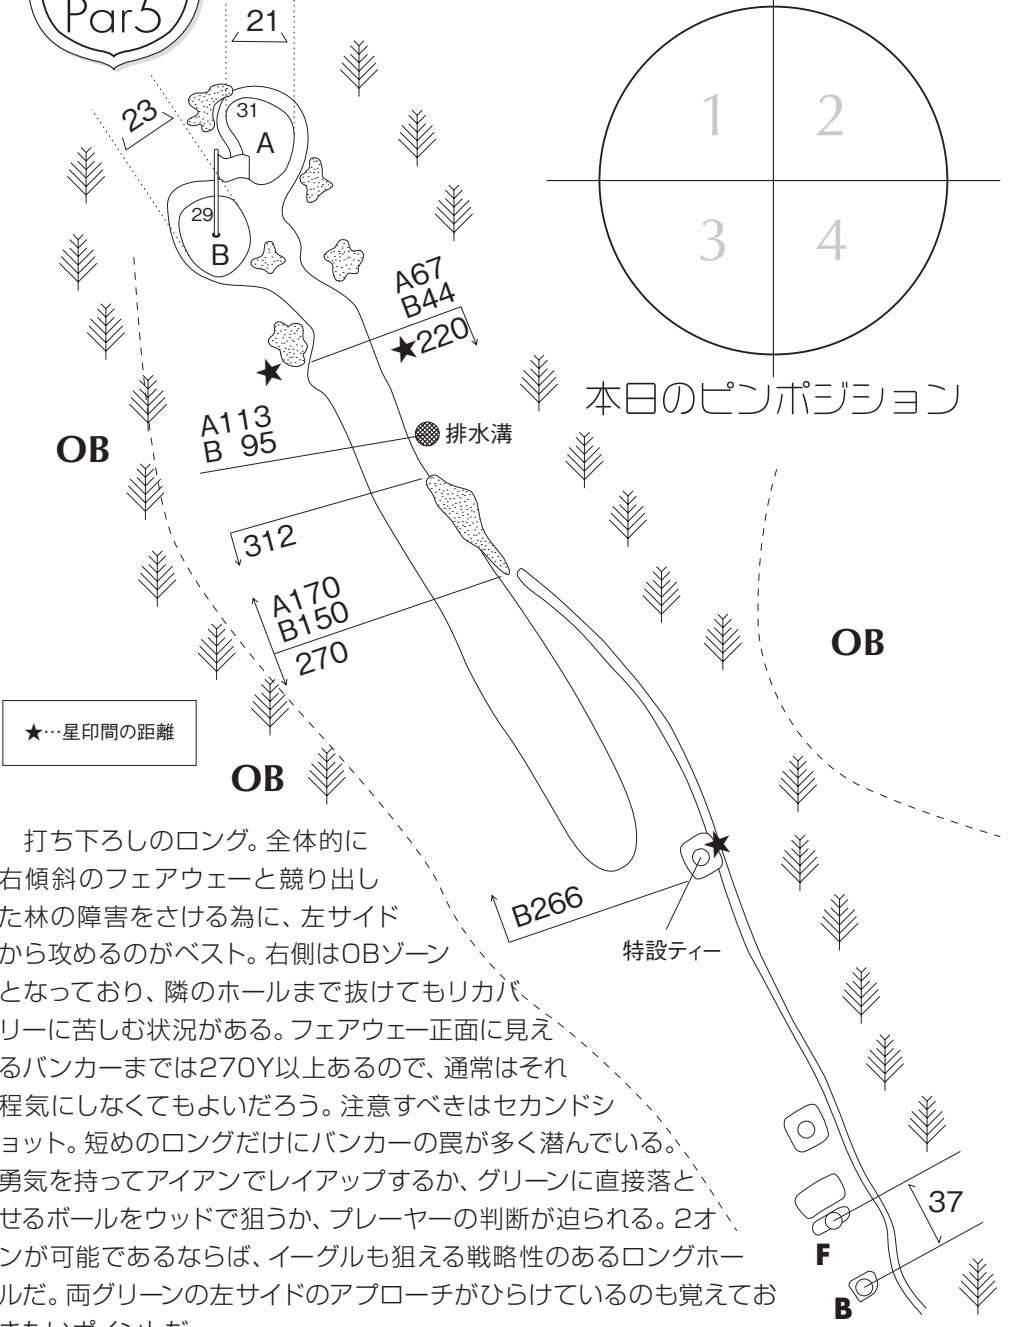 Par5
21
23
31
A
29
B
1
2
3
4
本日のピンポジション
A67
B44
★220
★
A113
B 95
排水溝
OB
312
A170
B150
270
OB
★…星印間の距離
OB
★
B266
特設ティー
打ち下ろしのロング。全体的に
右傾斜のフェアウェーと競り出し
た林の障害をさける為に、左サイド
から攻めるのがベスト。右側はOBゾーン
となっており、隣のホールまで抜けてもリカバ
リーに苦しむ状況がある。フェアウェー正面に見え
るバンカーまでは270Y以上あるので、通常はそれ
程気にしなくてもよいだろう。注意すべきはセカンドシ
ョット。短めのロングだけにバンカーの罠が多く潜んでいる。
勇気を持ってアイアンでレイアップするか、グリーンに直接落と
せるボールをウッドで狙うか、プレーヤーの判断が迫られる。2オ
ンが可能であるならば、イーグルも狙える戦略性のあるロングホー
ルだ。両グリーンの左サイドのアプローチがひらけているのも覚えてお
37
F
B